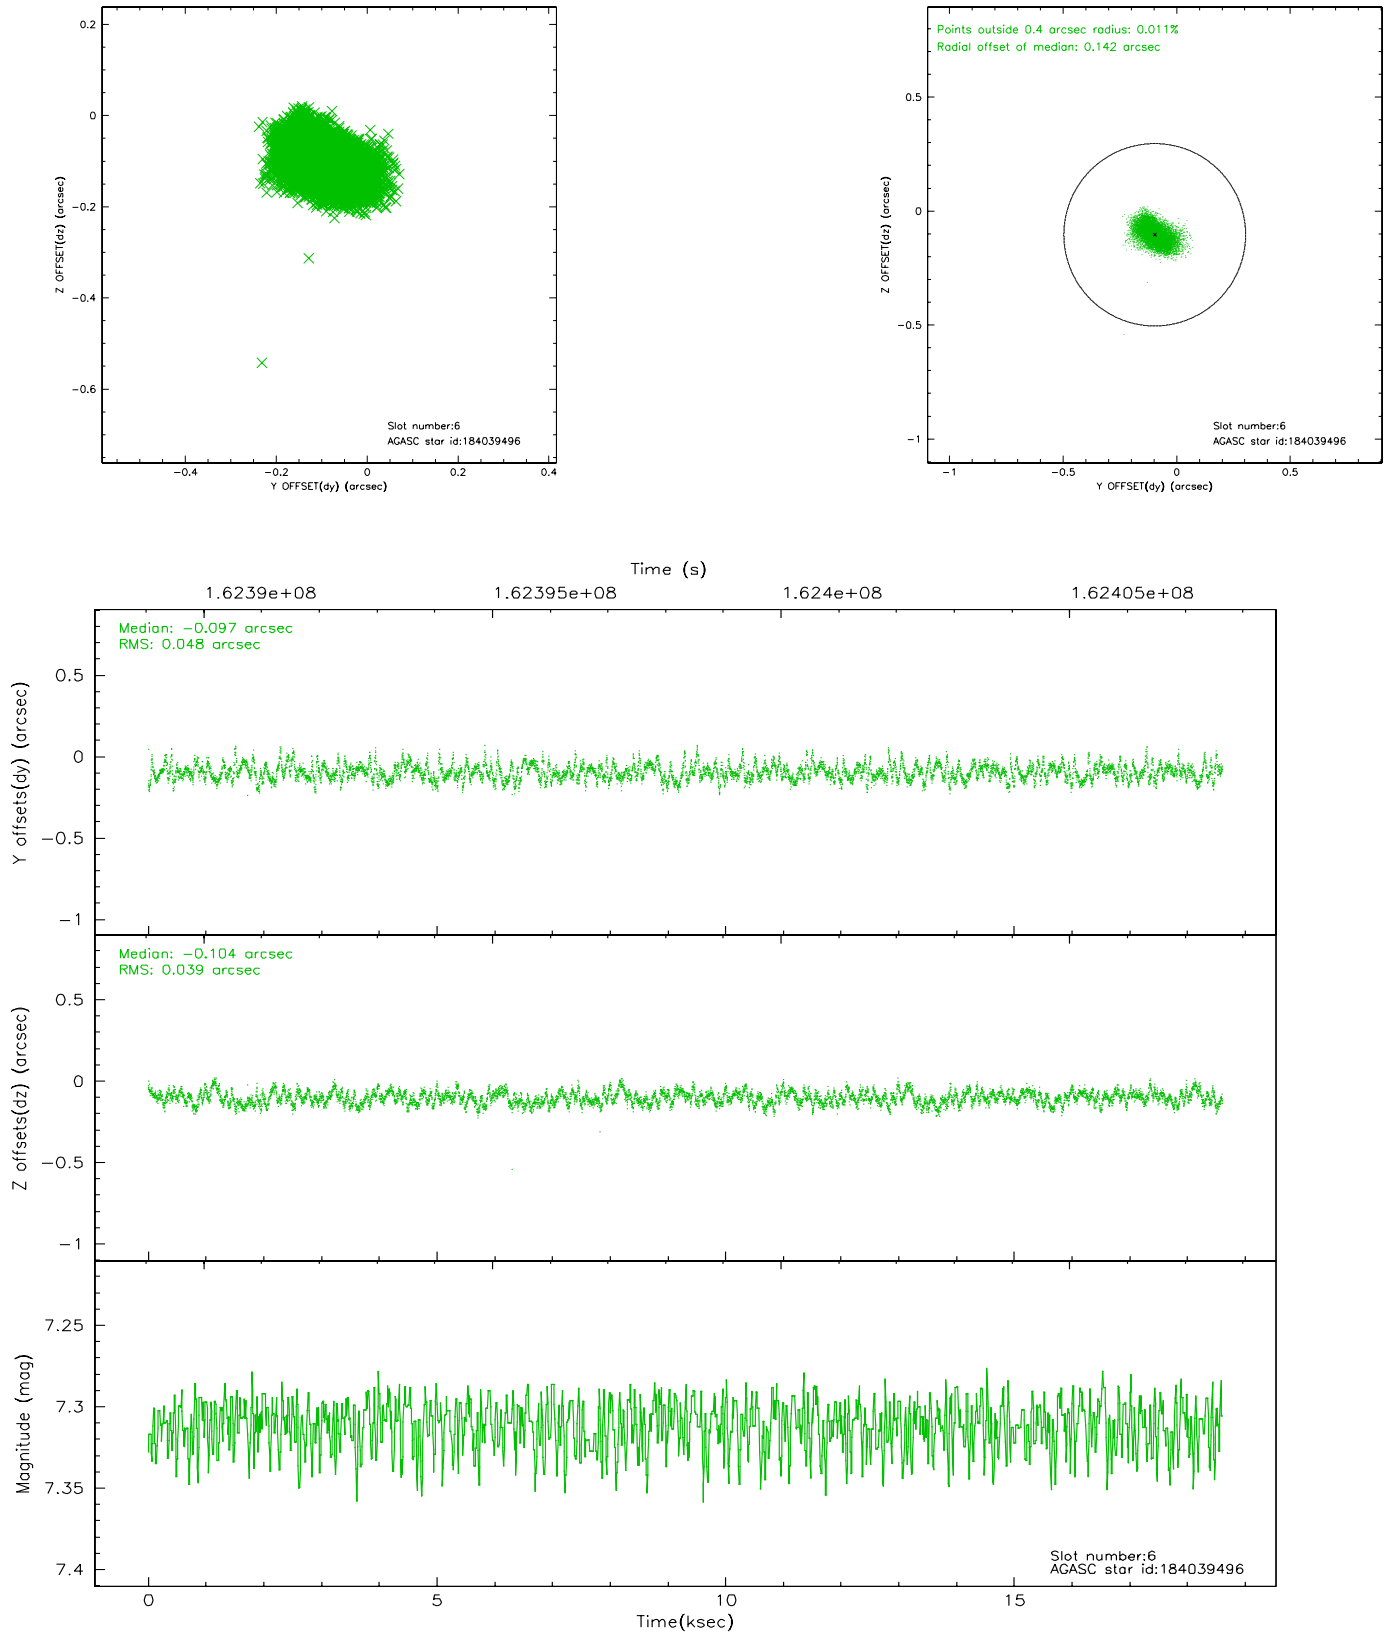 0.2
0
−0.2
−0.4
−0.6
Z OFFSET(dz) (arcsec)
Slot number:6
AGASC star id:184039496
−0.4
−0.2
0
0.2
0.4
Y OFFSET(dy) (arcsec)
Points outside 0.4 arcsec radius: 0.011%
Radial offset of median: 0.142 arcsec
0.5
0
−0.5
−1
Z OFFSET(dz) (arcsec)
Slot number:6
AGASC star id:184039496
−1
−0.5
0
0.5
Y OFFSET(dy) (arcsec)
Time (s)
1.6239e+08
1.62395e+08
1.624e+08
1.62405e+08
Median: −0.097 arcsec
RMS: 0.048 arcsec
0.5
0
−0.5
−1
Y offsets(dy) (arcsec)
Median: −0.104 arcsec
RMS: 0.039 arcsec
0.5
0
−0.5
−1
Z offsets(dz) (arcsec)
7.25
7.3
7.35
7.4
Magnitude (mag)
Slot number:6
AGASC star id:184039496
0
5
10
15
Time(ksec)